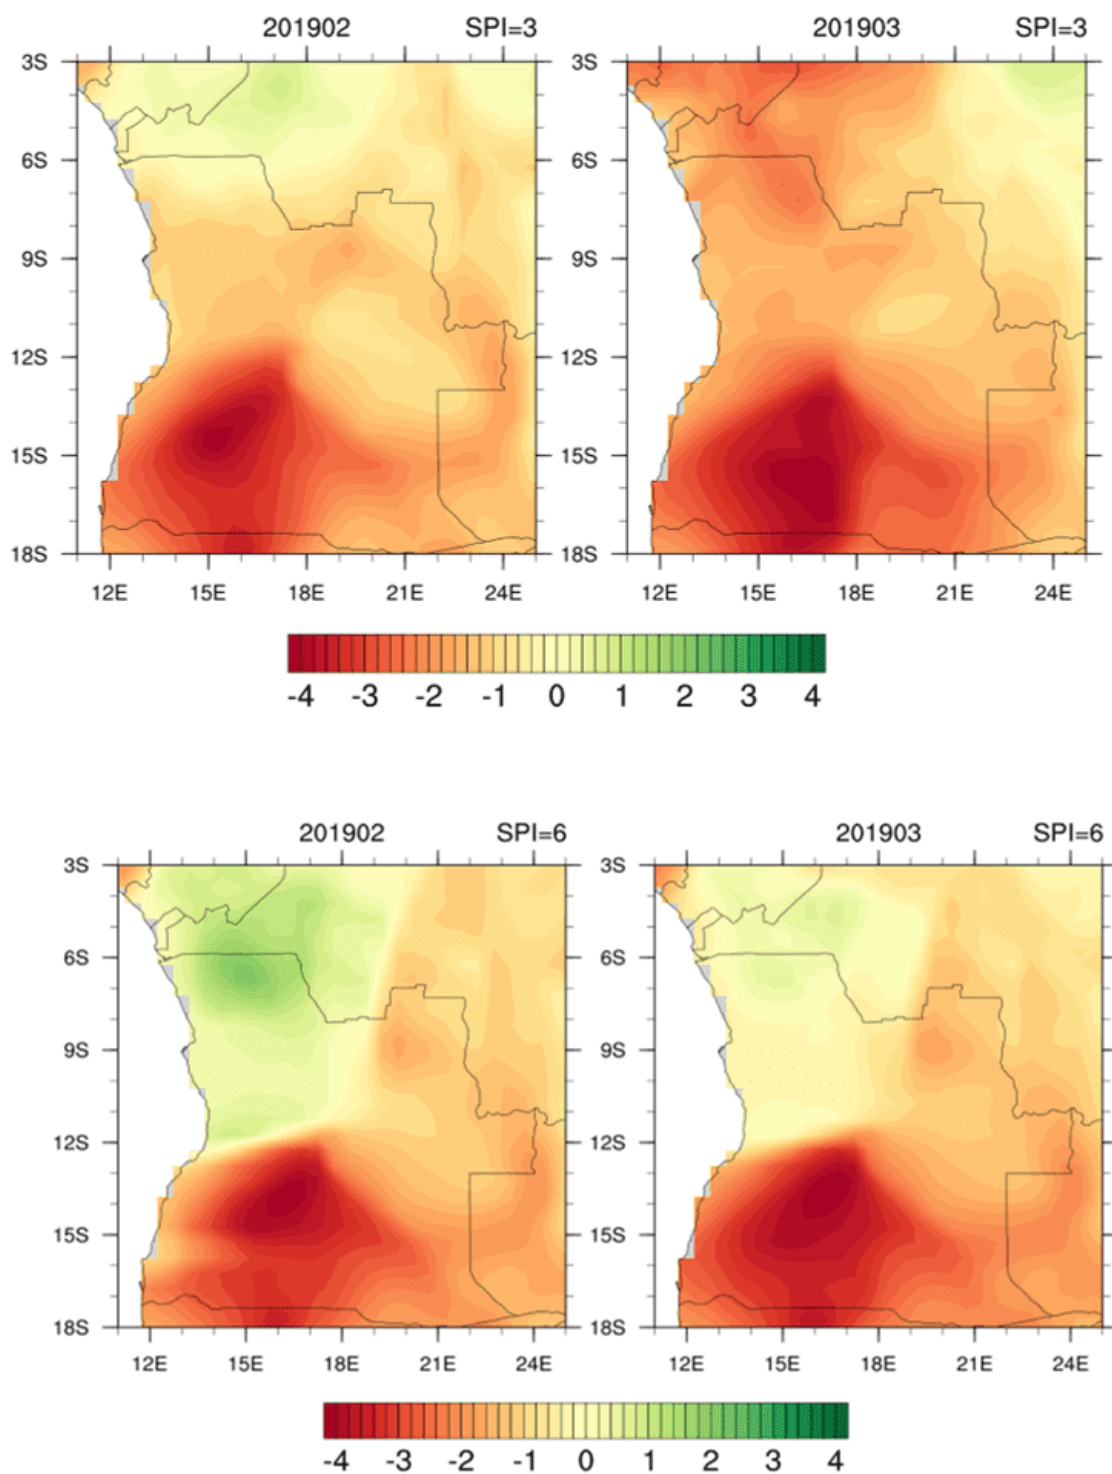 201902 SPI=3 201903 SPI=3
3S 3S
6S 6S
9S 9S
12S 12S
15S 15S
18S 18S
12E 15E 18E 21E 24E 12E 15E 18E 21E 24E
-4 -3 -2 -1 0 1 2 3 4
201902 SPI=6 201903 SPI=6
3S 3S
6S 6S
9S 9S
12S 12S
15S 15S
18S 18S
12E 15E 18E 21E 24E 12E 15E 18E 21E 24E
-4 -3 -2 -1 0 1 2 3 4